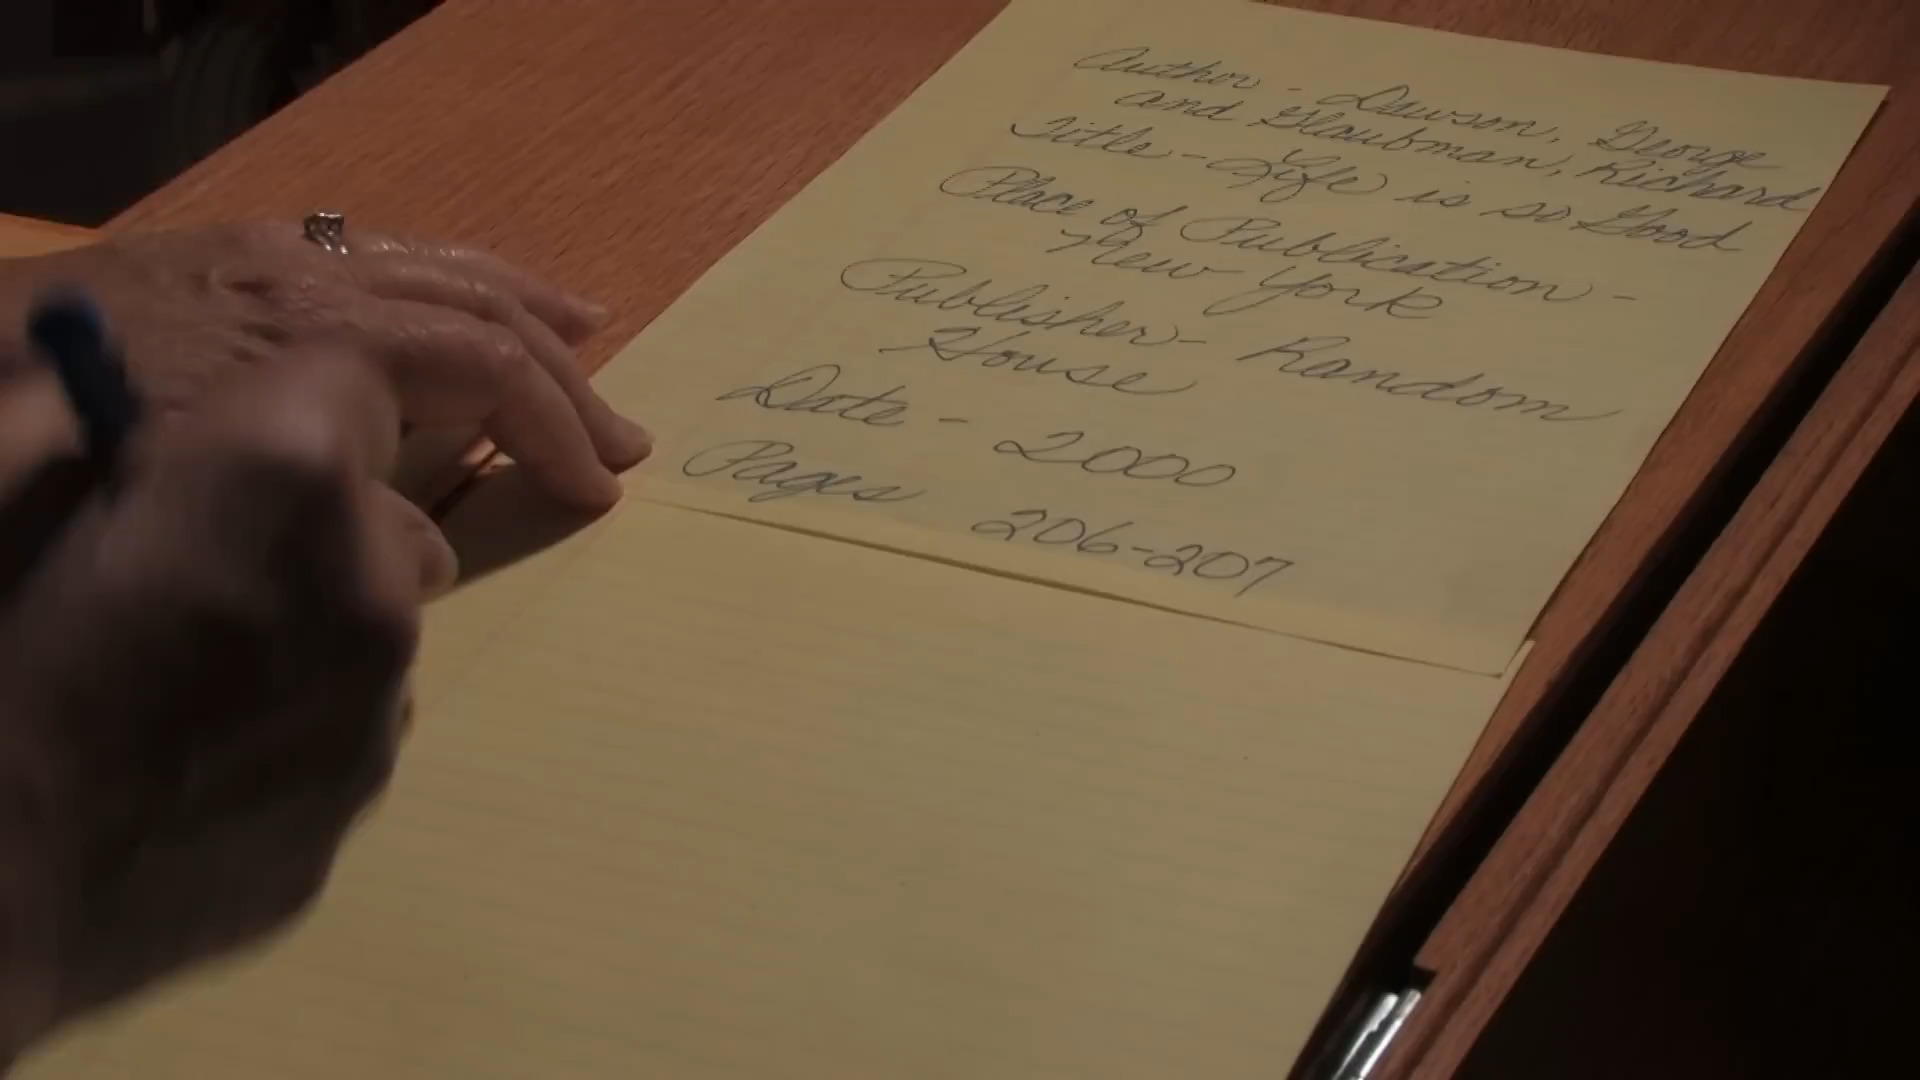 Author - Dawson, George
and Glaubman, Richard
Title - Life is so Good
Place of Publication -
New York
Publisher - Random
House
Date - 2000
Pages 206-207